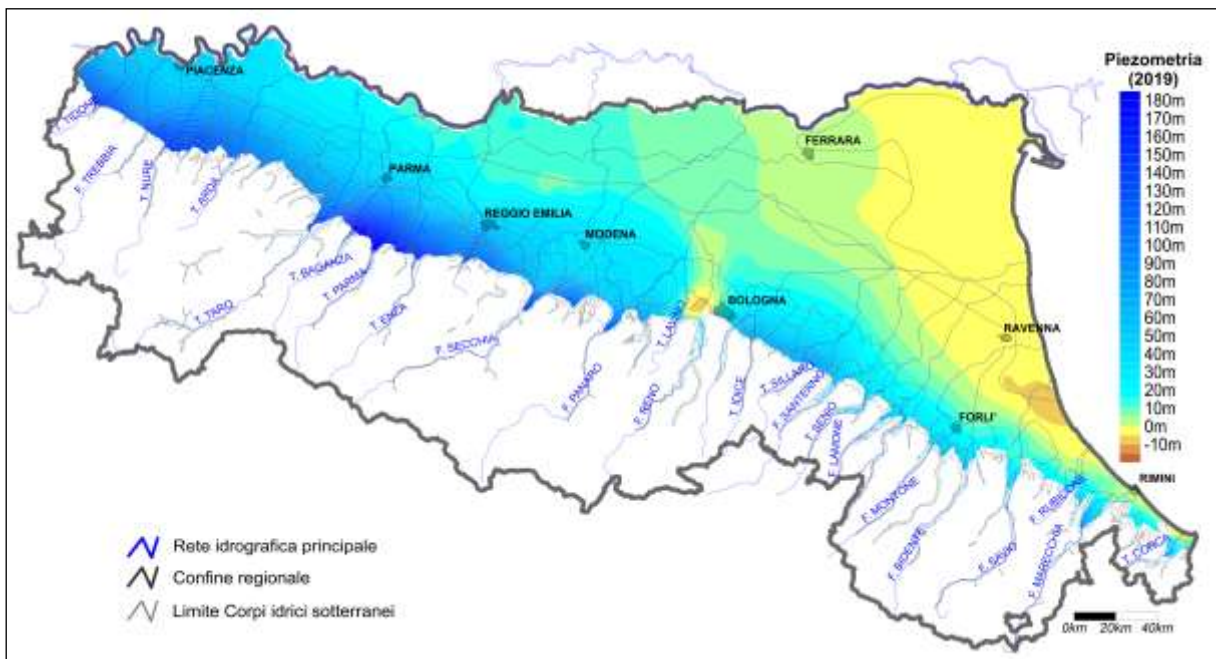 Piezometria
(2019)
180m
170m
160m
150m
140m
130m
120m
110m
100m
90m
80m
70m
60m
50m
40m
30m
20m
10m
0m
-10m
PIACENZA
PARMA
REGGIO EMILIA
MODENA
BOLOGNA
FERRARA
RAVENNA
FORLI'
RIMINI
T. TIDONE
F. TREBBIA
T. NURE
T. ARDA
T. TARO
T. BAGANZA
T. PARMA
T. ENZA
F. SECCHIA
F. PANARO
T. LAVINO
F. RENO
T. IDICE
T. SILLARO
F. SANTERNO
T. SENIO
F. LAMONE
F. MONTONE
F. BIDENTE
F. SAVIO
F. RUBICONE
F. MARECCHIA
T. CONCA
Rete idrografica principale
Confine regionale
Limite Corpi idrici sotterranei
0km 20km 40km